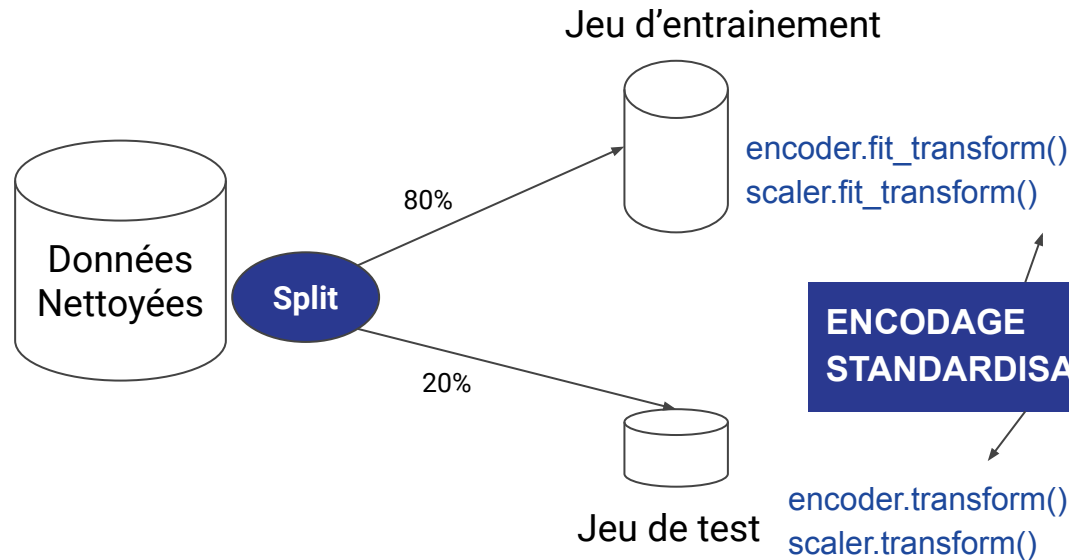 Jeu d'entrainement
encoder.fit_transform()
scaler.fit_transform()
80%
Données
Nettoyées
Split
ENCODAGE
STANDARDISA
20%
encoder.transform()
Jeu de test
scaler.transform()